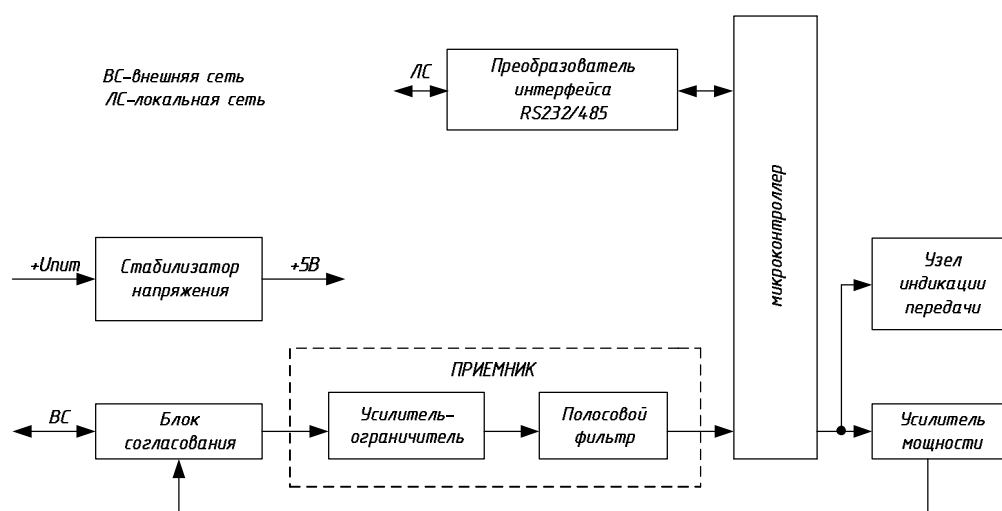 ВС-внешняя сеть
ЛС-локальная сеть
ЛС
Преобразователь
интерфейса
RS232/485
микроконтроллер
+Uпит
Стабилизатор
напряжения
+5В
Узел
индикации
передачи
ПРИЕМНИК
ВС
Блок
согласования
Усилитель-
ограничитель
Полосовой
фильтр
Усилитель
мощности